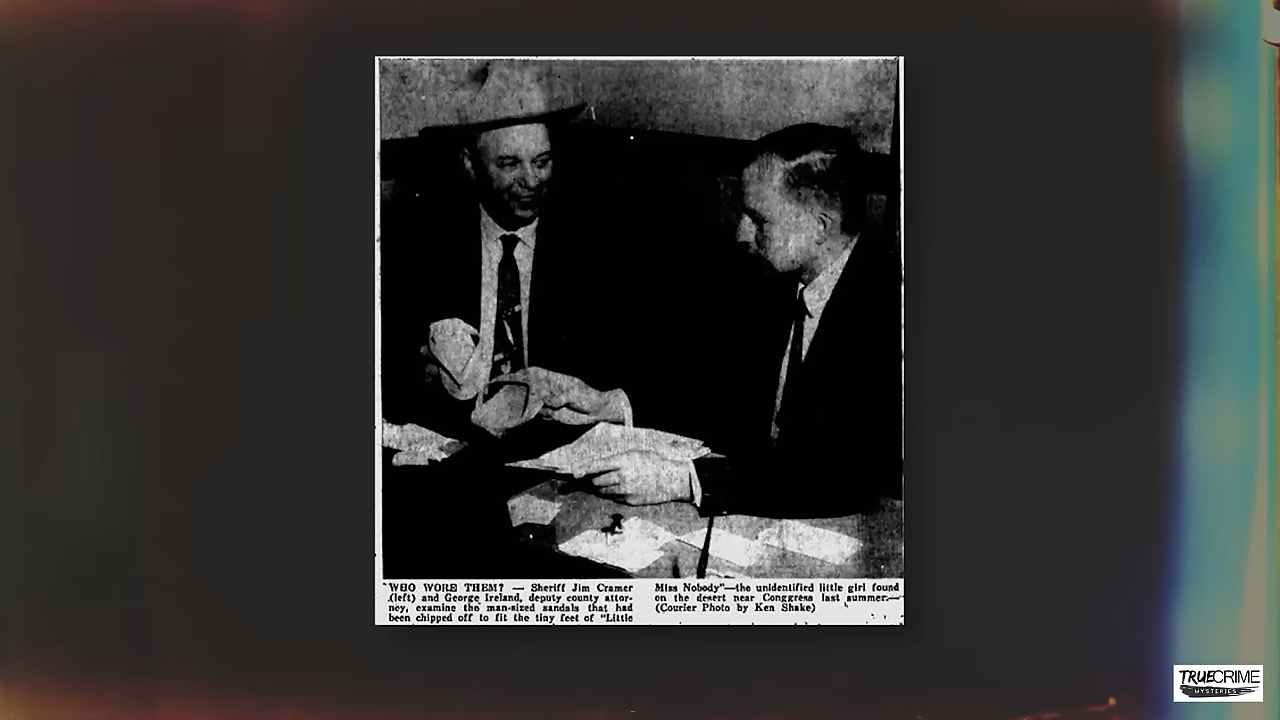 "WHO WORE THEM? — Sheriff Jim Cramer
(left) and George Ireland, deputy county attor-
ney, examine the man-sized sandals that had
been chipped off to fit the tiny feet of "Little
Miss Nobody"—the unidentified little girl found
on the desert near Conggress last summer.—
(Courier Photo by Ken Shake)
TRUECRIME
MYSTERIES